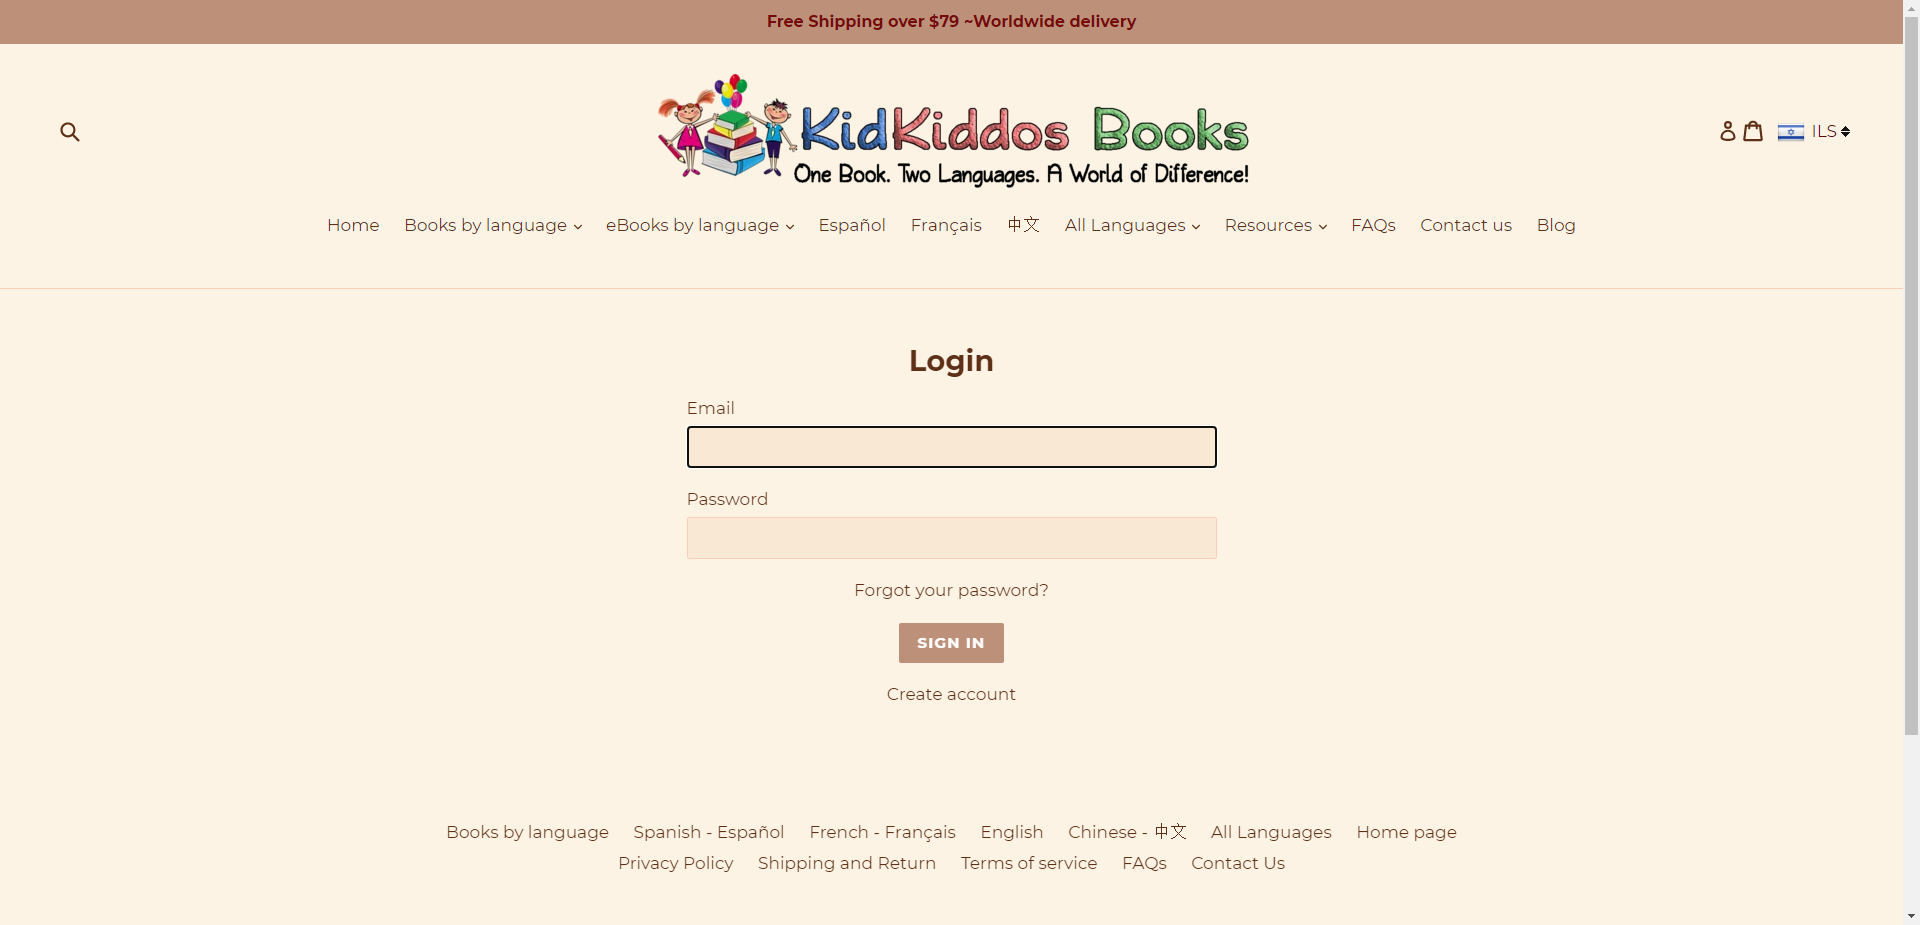 Free Shipping over $79 ~Worldwide delivery
KidKiddos Books
One Book. Two Languages. A World of Difference!
ILS
Home Books by language eBooks by language Español Français 中文 All Languages Resources FAQs Contact us Blog
Login
Email
Password
Forgot your password?
SIGN IN
Create account
Books by language Spanish - Español French - Français English Chinese - 中文 All Languages Home page
Privacy Policy Shipping and Return Terms of service FAQs Contact Us